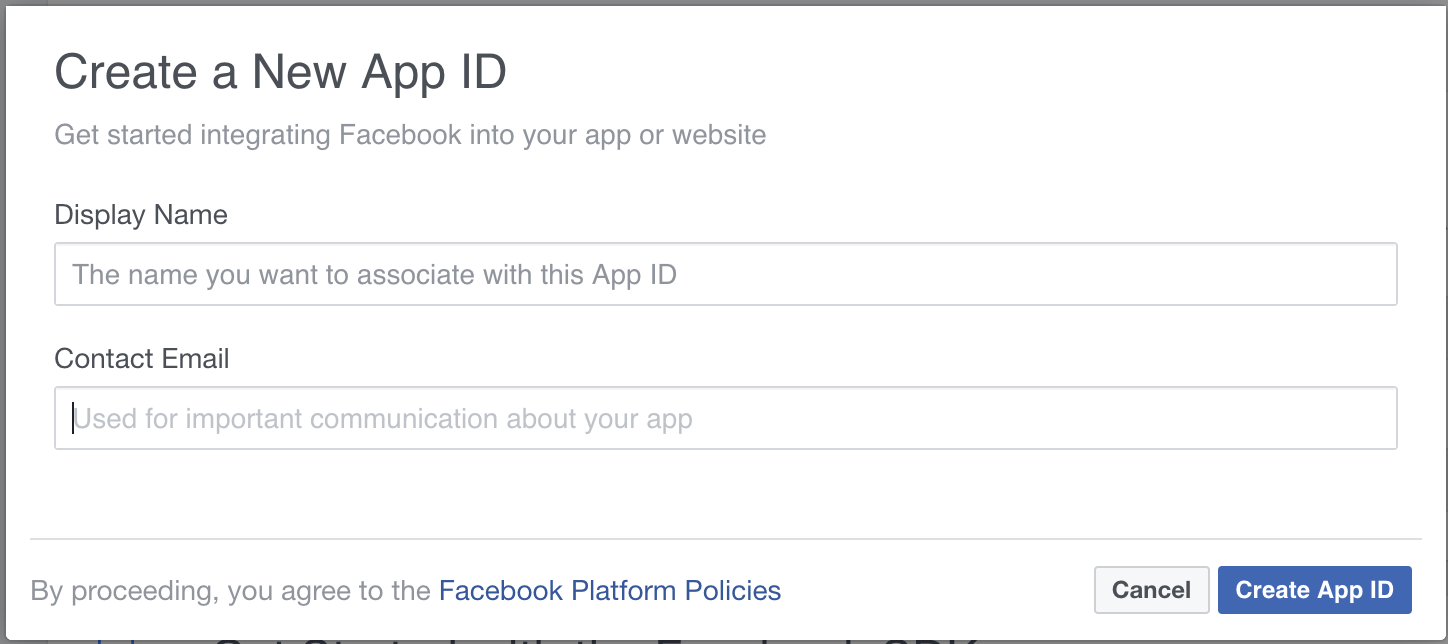 Create a New App ID
Get started integrating Facebook into your app or website
Display Name
The name you want to associate with this App ID
Contact Email
Used for important communication about your app
By proceeding, you agree to the Facebook Platform Policies
Cancel
Create App ID